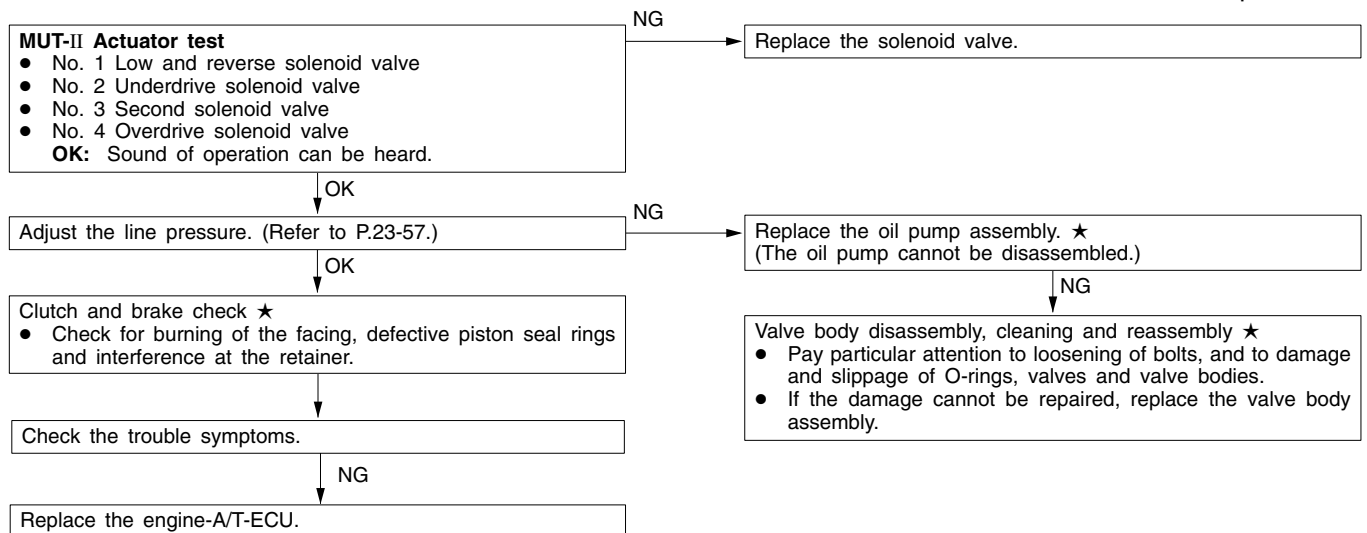 NG
MUT-II Actuator test
● No. 1 Low and reverse solenoid valve
● No. 2 Underdrive solenoid valve
● No. 3 Second solenoid valve
● No. 4 Overdrive solenoid valve
OK: Sound of operation can be heard.
Replace the solenoid valve.
OK
Adjust the line pressure. (Refer to P.23-57.)
NG
Replace the oil pump assembly. ★
(The oil pump cannot be disassembled.)
OK
NG
Clutch and brake check ★
● Check for burning of the facing, defective piston seal rings
and interference at the retainer.
Valve body disassembly, cleaning and reassembly ★
● Pay particular attention to loosening of bolts, and to damage
and slippage of O-rings, valves and valve bodies.
● If the damage cannot be repaired, replace the valve body
assembly.
Check the trouble symptoms.
NG
Replace the engine-A/T-ECU.